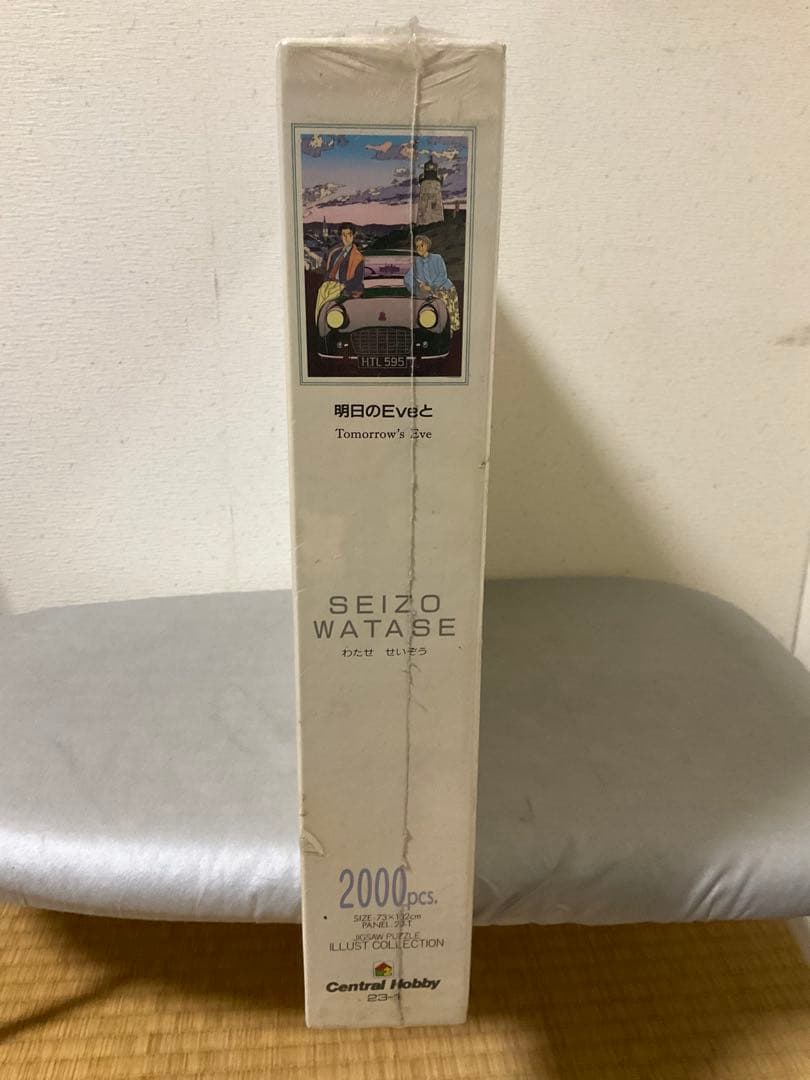 HTL 595
明日のEveと
Tomorrow's Eve
SEIZO
WATASE
わたせ せいぞう
2000pcs.
SIZE:73×102cm
PANEL:23-T
JIGSAW PUZZLE
ILLUST COLLECTION
Central Hobby
23-1